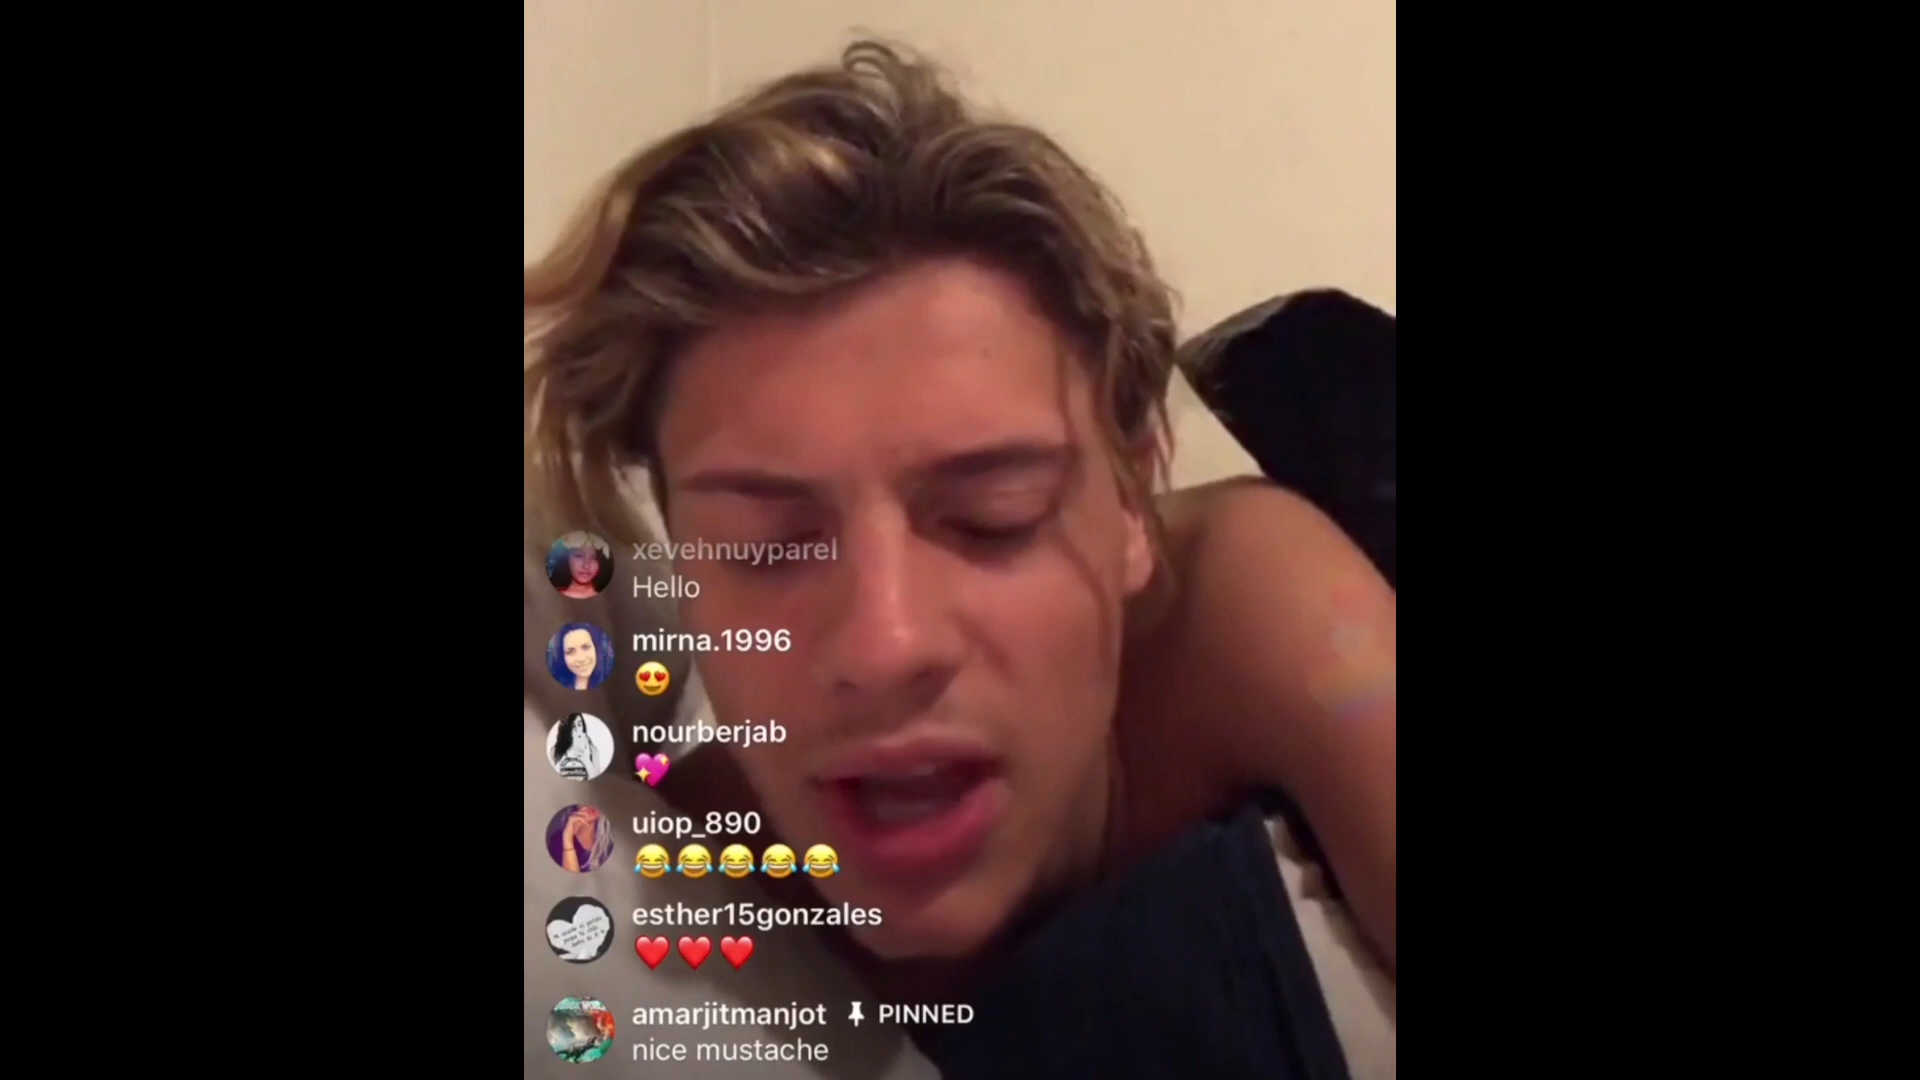 xevehnuyparel
Hello
mirna.1996
😍
nourberjab
💖
uiop_890
😂😂😂😂😂
esther15gonzales
❤️❤️❤️
amarjitmanjot PINNED
nice mustache